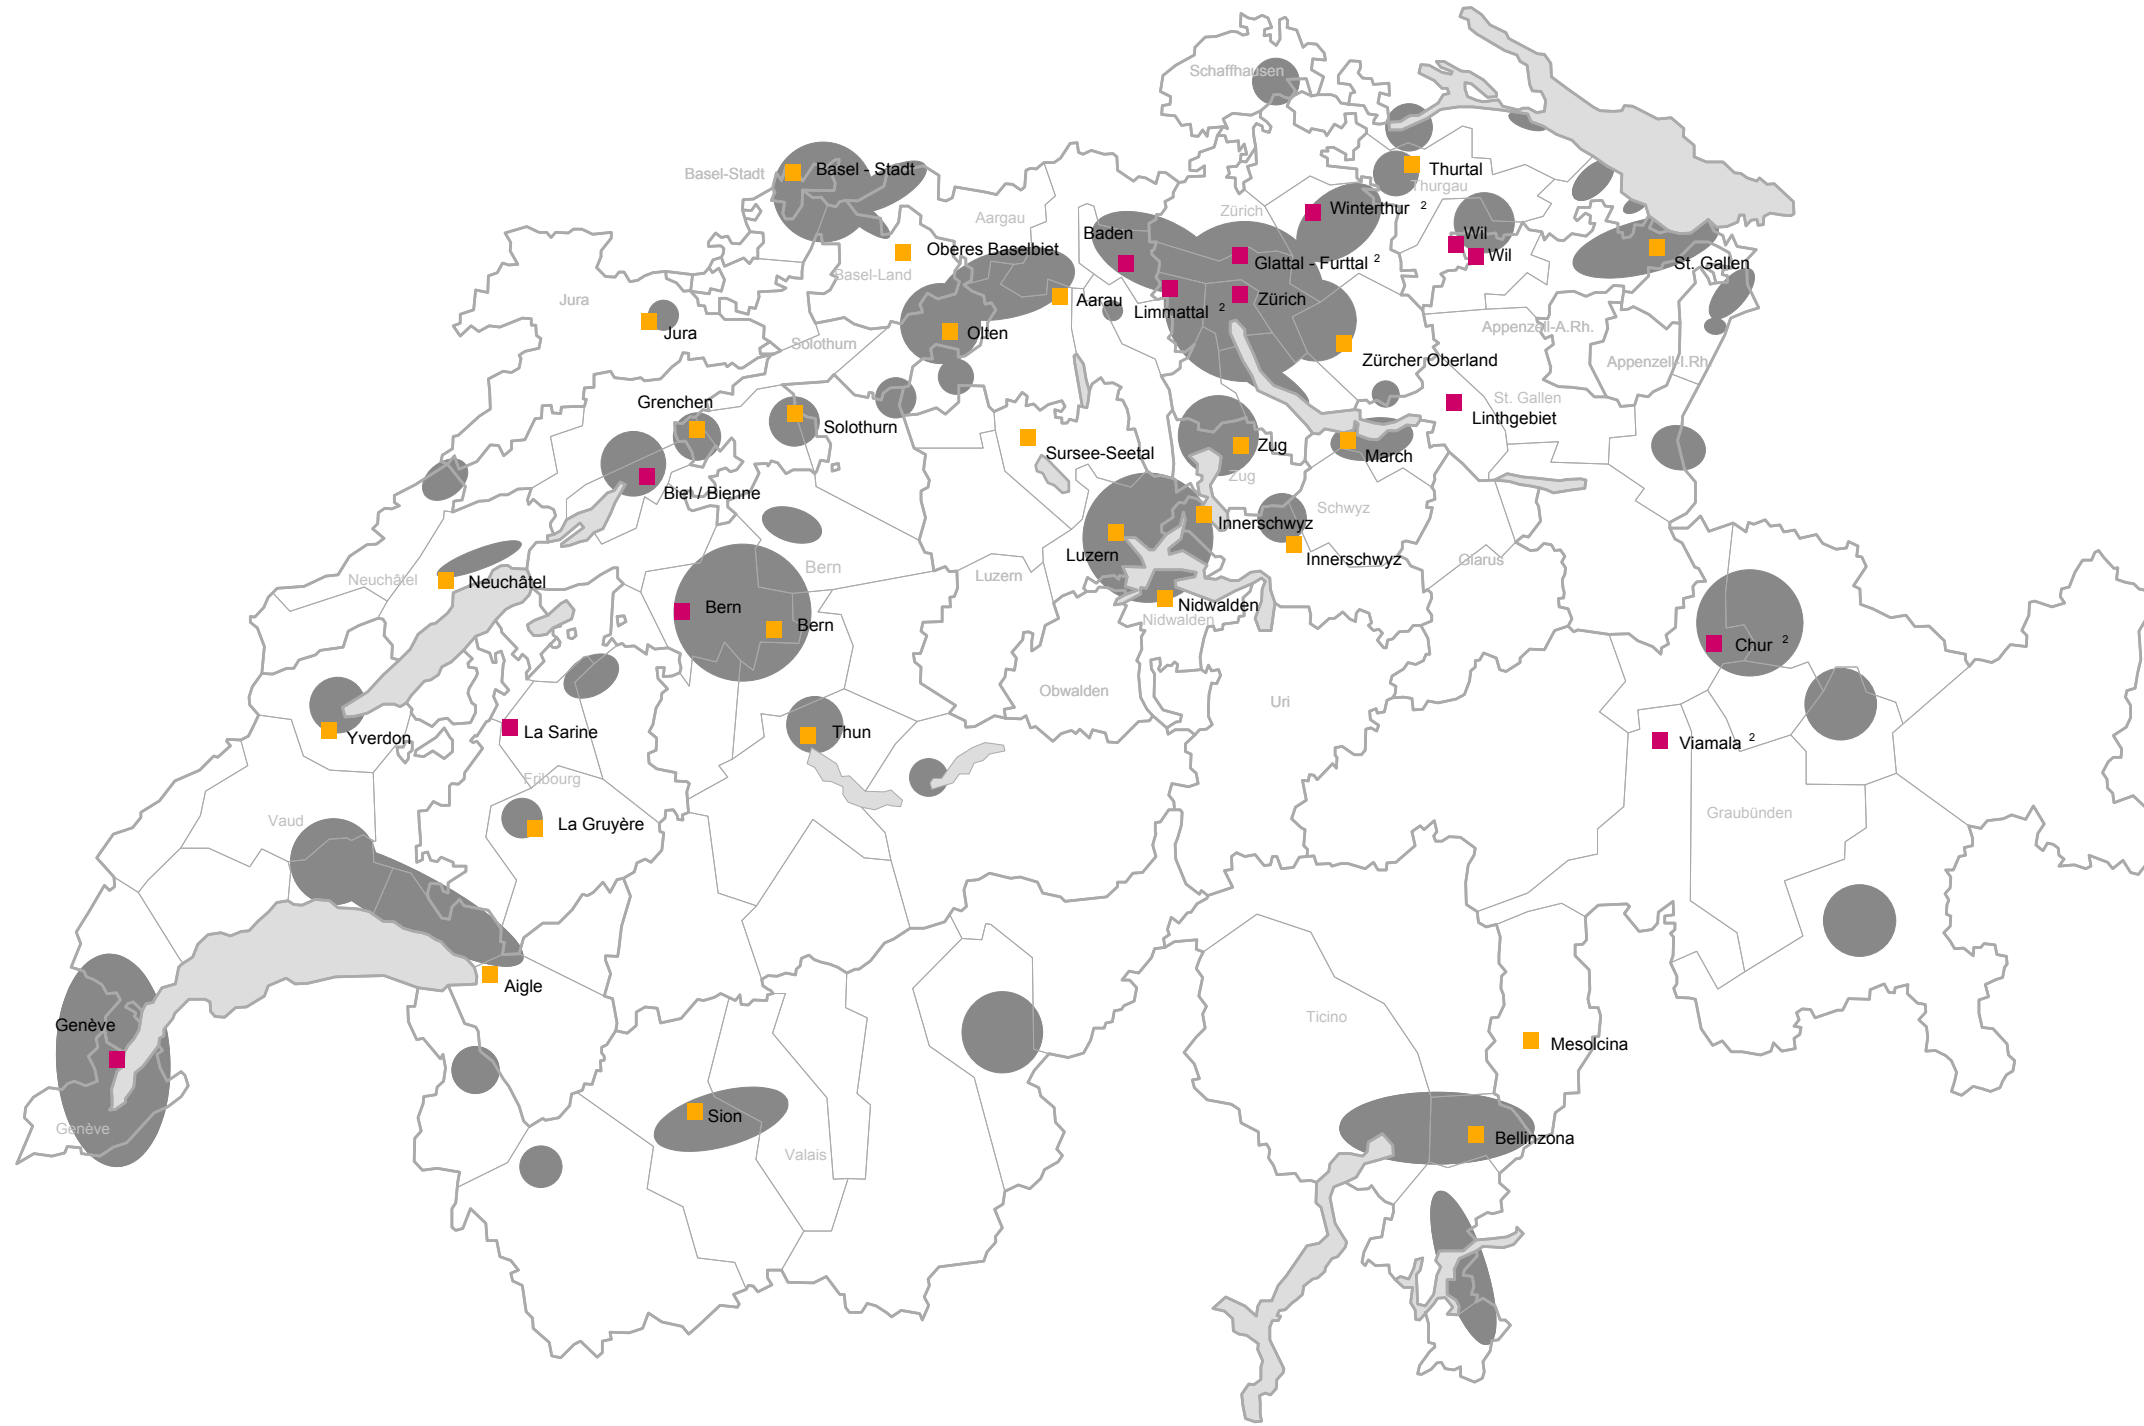 Schaffhausen
Basel-Stadt
Basel - Stadt
Thurtal
Thurgau
Aargau
Zürich
Winterthur ²
Baden
Wil
Wil
Oberes Baselbiet
Glattal - Furttal ²
St. Gallen
Basel-Land
Jura
Aarau
Limmattal ²
Zürich
Jura
Olten
Solothurn
Appenzell-A.Rh.
Zürcher Oberland
Appenzell-I.Rh.
Grenchen
St. Gallen
Linthgebiet
Solothurn
Sursee-Seetal
Zug
March
Zug
Biel / Bienne
Schwyz
Innerschwyz
Luzern
Innerschwyz
Glarus
Bern
Luzern
Neuchâtel
Neuchâtel
Bern
Bern
Nidwalden
Nidwalden
Chur ²
Obwalden
Uri
Yverdon
La Sarine
Thun
Viamala ²
Fribourg
Vaud
La Gruyère
Graubünden
Aigle
Genève
Ticino
Mesolcina
Sion
Genève
Valais
Bellinzona